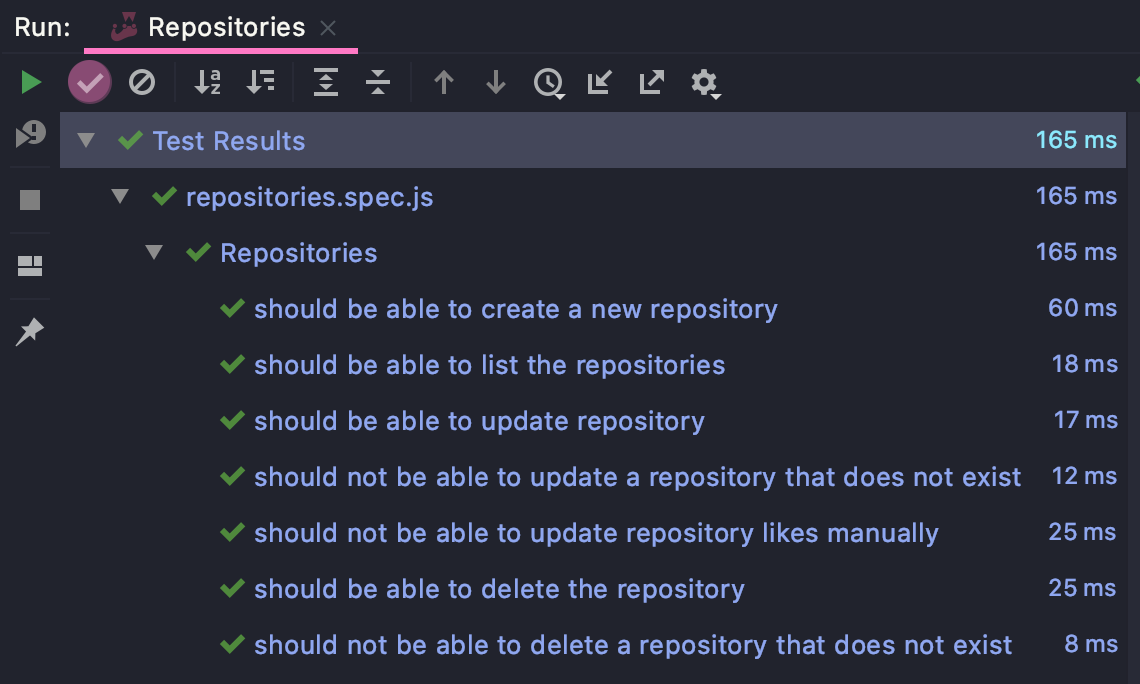 Run: Repositories
Test Results 165 ms
repositories.spec.js 165 ms
Repositories 165 ms
should be able to create a new repository 60 ms
should be able to list the repositories 18 ms
should be able to update repository 17 ms
should not be able to update a repository that does not exist 12 ms
should not be able to update repository likes manually 25 ms
should be able to delete the repository 25 ms
should not be able to delete a repository that does not exist 8 ms